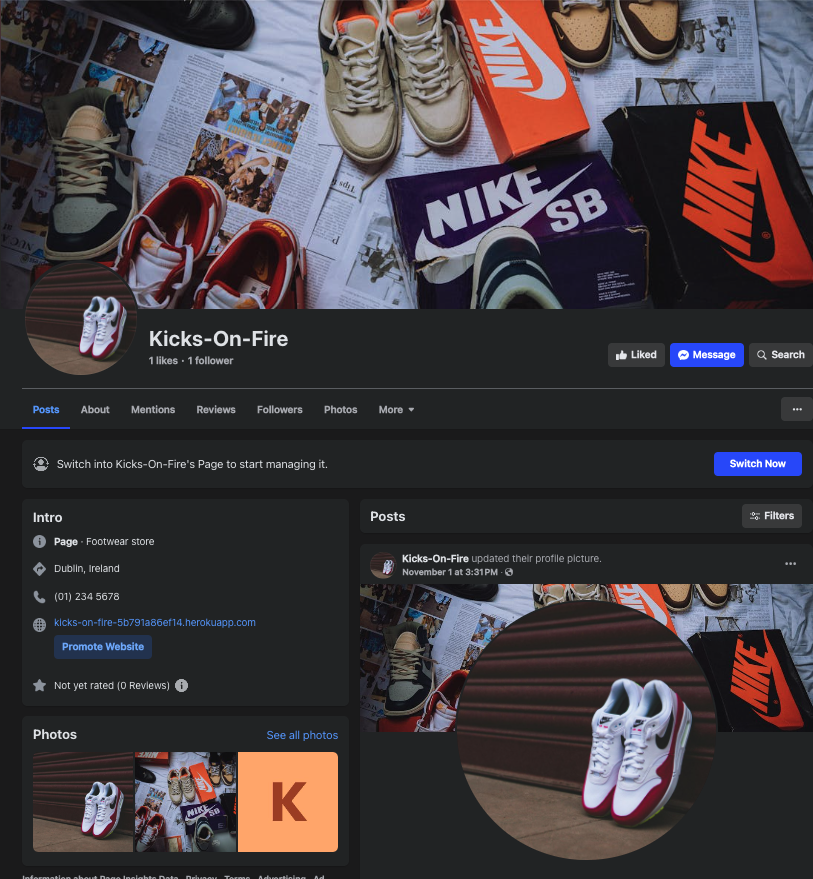 NIKE
NIKE
NIKE
SB
NIKE
Kicks-On-Fire
1 likes • 1 follower
Liked
Message
Search
Posts
About
Mentions
Reviews
Followers
Photos
More
Switch into Kicks-On-Fire's Page to start managing it.
Switch Now
Intro
Page · Footwear store
Dublin, Ireland
(01) 234 5678
kicks-on-fire-5b791a86ef14.herokuapp.com
Promote Website
Not yet rated (0 Reviews)
Photos
See all photos
NIKE
SB
K
Posts
Filters
Kicks-On-Fire updated their profile picture.
November 1 at 3:31 PM ·
NIKE
Information about Page Insights Data · Privacy · Terms · Advertising · Ad